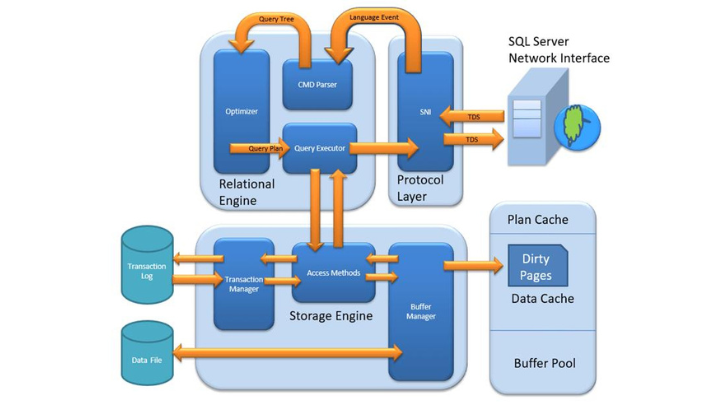 Query Tree
Language Event
SQL Server
Network Interface
CMD Parser
Optimizer
SNI
TDS
TDS
Query Plan
Query Executor
Relational
Engine
Protocol
Layer
Plan Cache
Dirty
Pages
Data Cache
Buffer Pool
Transaction
Log
Transaction
Manager
Access Methods
Buffer
Manager
Storage Engine
Data File